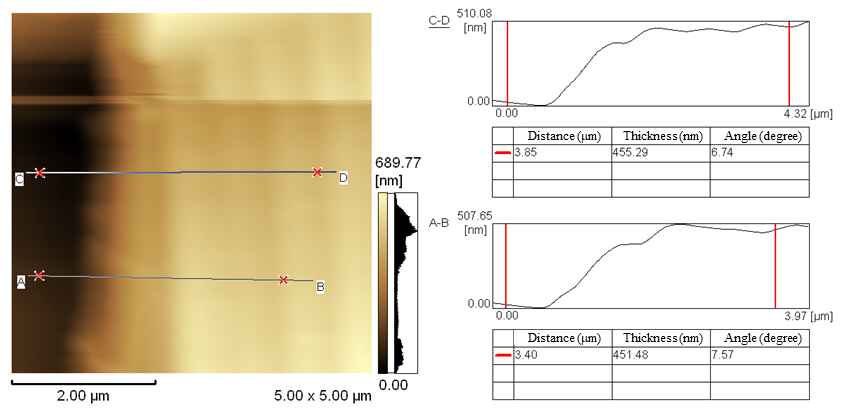 C
D
A
B
2.00 µm
5.00 x 5.00 µm
689.77
[nm]
0.00
C-D
510.08
[nm]
0.00
0.00
4.32 [µm]
Distance (µm) Thickness (nm) Angle (degree)
3.85 455.29 6.74
A-B
507.65
[nm]
0.00
0.00
3.97 [µm]
Distance (µm) Thickness (nm) Angle (degree)
3.40 451.48 7.57